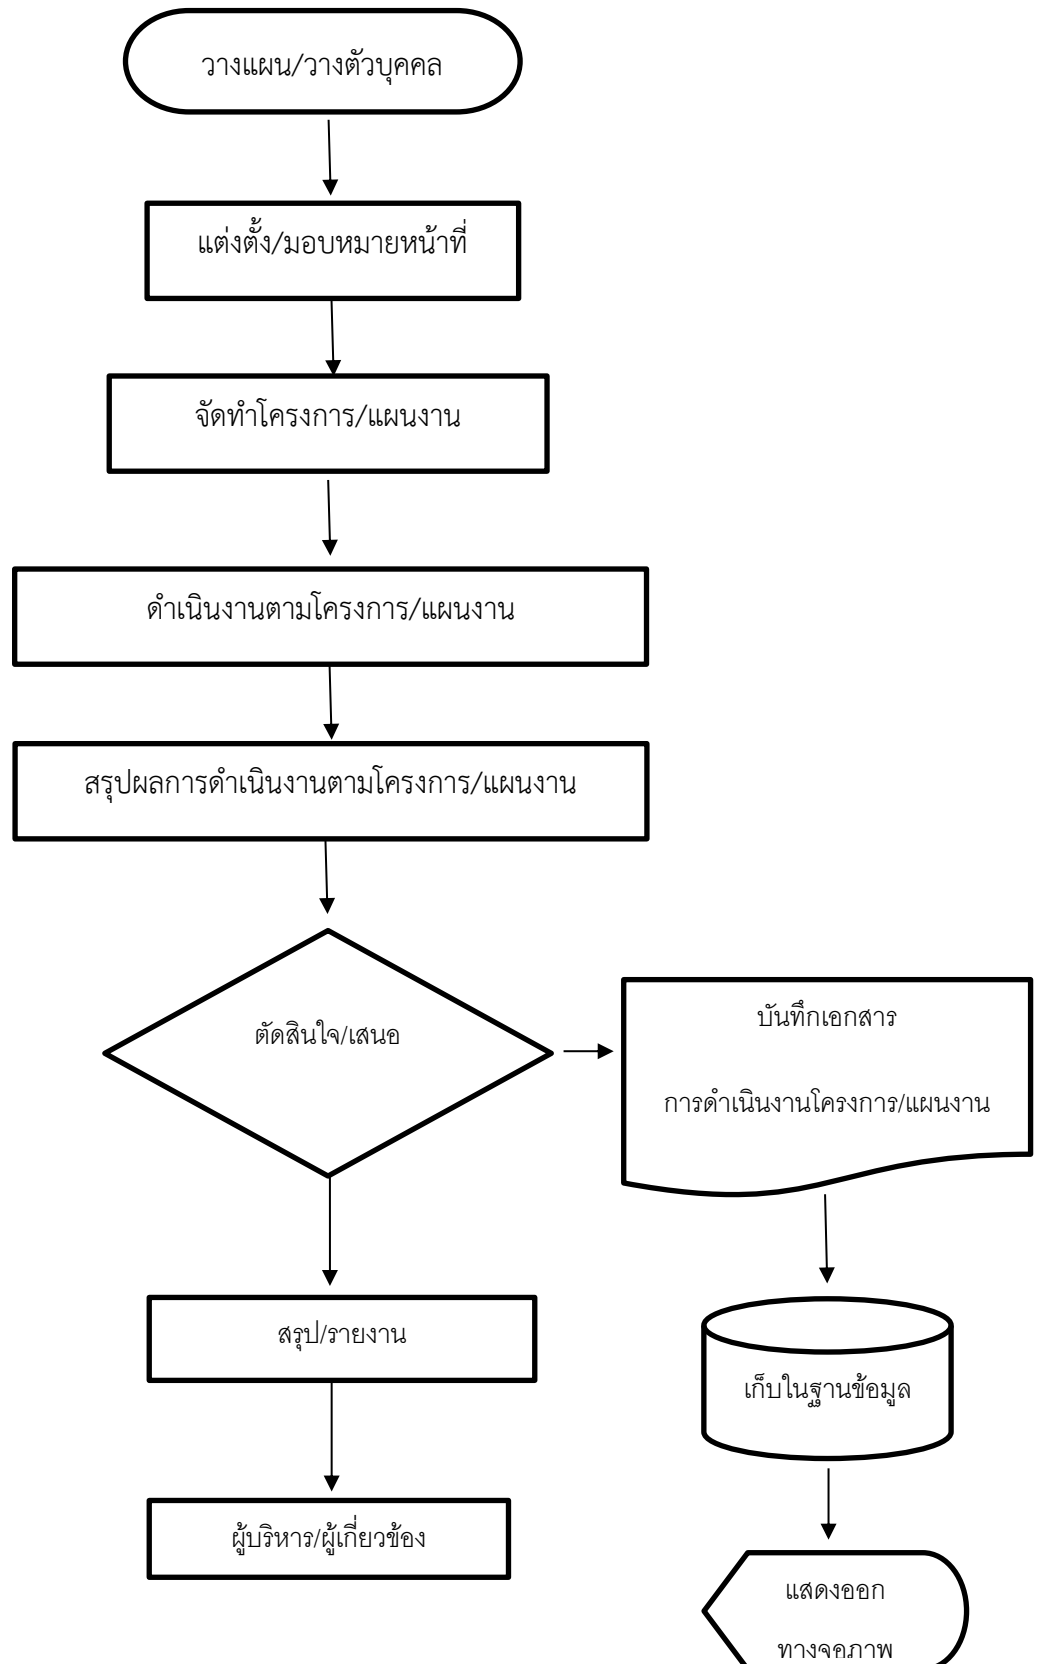 วางแผน/วางตัวบุคคล
แต่งตั้ง/มอบหมายหน้าที่
จัดทำโครงการ/แผนงาน
ดำเนินงานตามโครงการ/แผนงาน
สรุปผลการดำเนินงานตามโครงการ/แผนงาน
ตัดสินใจ/เสนอ
บันทึกเอกสาร
การดำเนินงานโครงการ/แผนงาน
สรุป/รายงาน
เก็บในฐานข้อมูล
ผู้บริหาร/ผู้เกี่ยวข้อง
แสดงออก
ทางจอภาพ